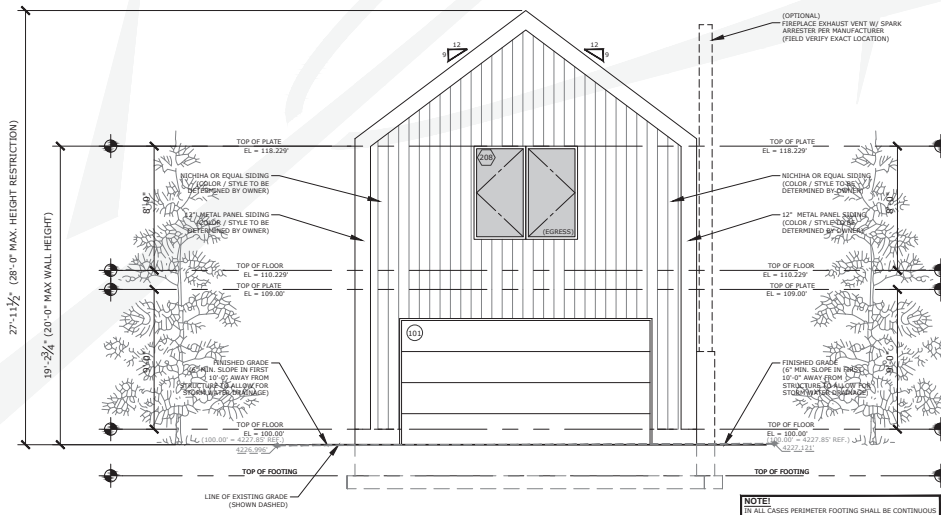 (OPTIONAL)
FIREPLACE EXHAUST VENT W/ SPARK
ARRESTER PER MANUFACTURER
(FIELD VERIFY EXACT LOCATION)
12
9
12
9
27'-11½" (28'-0" MAX. HEIGHT RESTRICTION)
19'-2¾" (20'-0" MAX WALL HEIGHT)
TOP OF PLATE
EL = 118.229'
NICHIHA OR EQUAL SIDING
(COLOR / STYLE TO BE
DETERMINED BY OWNER)
12" METAL PANEL SIDING
(COLOR / STYLE TO BE
DETERMINED BY OWNER)
8'-0"
TOP OF FLOOR
EL = 110.229'
TOP OF PLATE
EL = 109.00'
9'-0"
FINISHED GRADE
(6" MIN. SLOPE IN FIRST
10'-0" AWAY FROM
STRUCTURE TO ALLOW FOR
STORM WATER DRAINAGE)
TOP OF FLOOR
EL = 100.00'
(100.00' = 4227.85' REF.)
4226.996'
TOP OF FOOTING
LINE OF EXISTING GRADE
(SHOWN DASHED)
208
(EGRESS)
101
TOP OF PLATE
EL = 118.229'
NICHIHA OR EQUAL SIDING
(COLOR / STYLE TO BE
DETERMINED BY OWNER)
12" METAL PANEL SIDING
(COLOR / STYLE TO BE
DETERMINED BY OWNER)
8'-0"
TOP OF FLOOR
EL = 110.229'
TOP OF PLATE
EL = 109.00'
9'-0"
FINISHED GRADE
(6" MIN. SLOPE IN FIRST
10'-0" AWAY FROM
STRUCTURE TO ALLOW FOR
STORM WATER DRAINAGE)
TOP OF FLOOR
EL = 100.00'
(100.00' = 4227.85' REF.)
4227.121'
TOP OF FOOTING
NOTE!
IN ALL CASES PERIMETER FOOTING SHALL BE CONTINUOUS